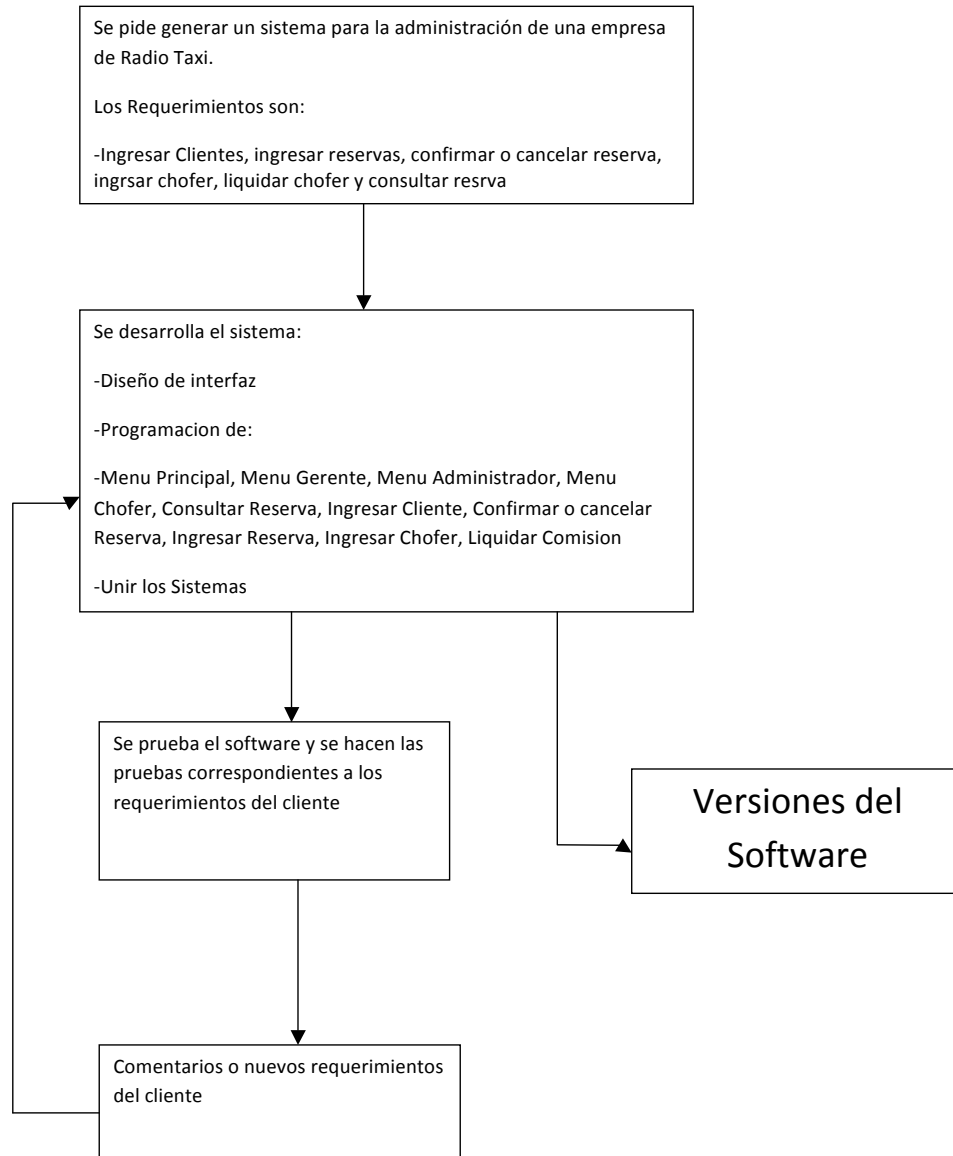 Se pide generar un sistema para la administración de una empresa
de Radio Taxi.
Los Requerimientos son:
-Ingresar Clientes, ingresar reservas, confirmar o cancelar reserva,
ingrsar chofer, liquidar chofer y consultar resrva
Se desarrolla el sistema:
-Diseño de interfaz
-Programacion de:
-Menu Principal, Menu Gerente, Menu Administrador, Menu
Chofer, Consultar Reserva, Ingresar Cliente, Confirmar o cancelar
Reserva, Ingresar Reserva, Ingresar Chofer, Liquidar Comision
-Unir los Sistemas
Se prueba el software y se hacen las
pruebas correspondientes a los
requerimientos del cliente
Versiones del
Software
Comentarios o nuevos requerimientos
del cliente